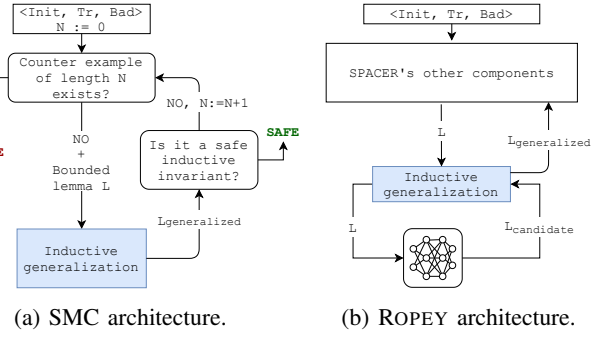 <Init, Tr, Bad>
N := 0
Counter example
of length N
exists?
NO, N:=N+1
NO
+
Bounded
lemma L
Is it a safe
inductive
invariant?
SAFE
E
Lgeneralized
Inductive
generalization
(a) SMC architecture.
<Init, Tr, Bad>
SPACER's other components
L
Lgeneralized
Inductive
generalization
L
Lcandidate
(b) ROPEY architecture.